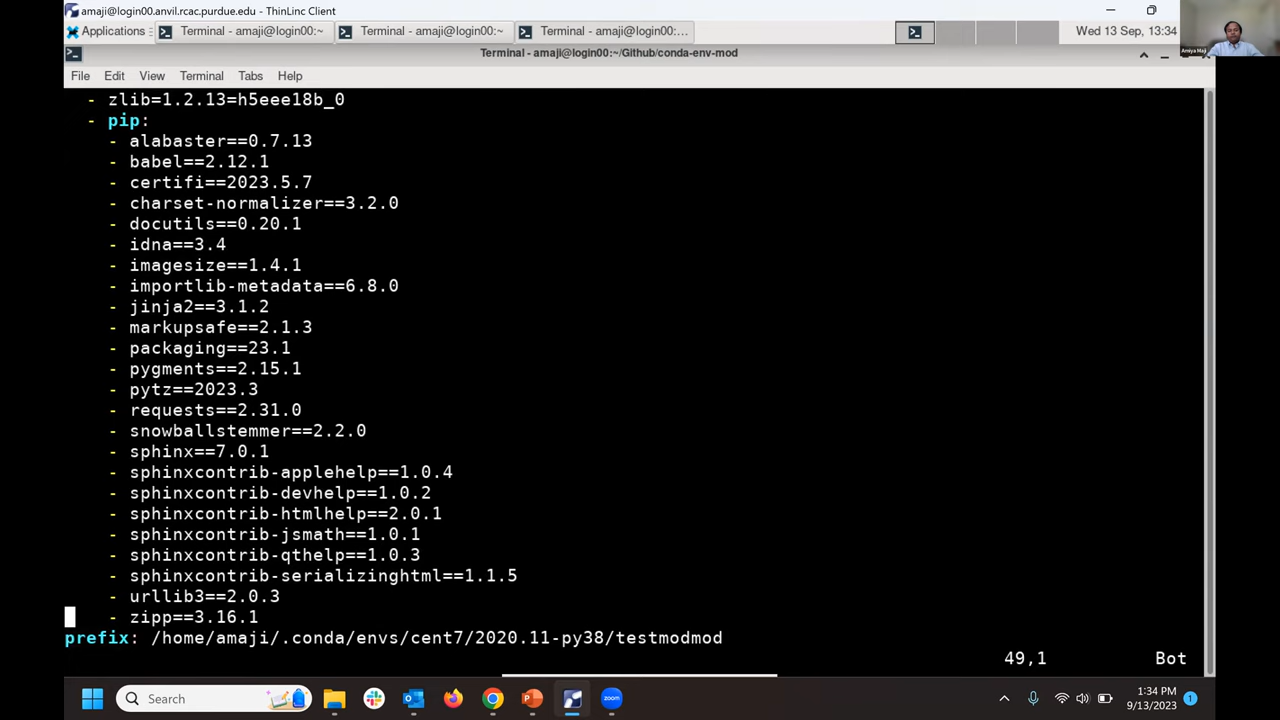 amaji@login00.anvil.rcac.purdue.edu - ThinLinc Client
Applications
Terminal - amaji@login00:~
Terminal - amaji@login00:~
Terminal - amaji@login00:...
Wed 13 Sep, 13:34
Amiya Maji
Terminal - amaji@login00:~/Github/conda-env-mod
File Edit View Terminal Tabs Help
- zlib=1.2.13=h5eee18b_0
- pip:
- alabaster==0.7.13
- babel==2.12.1
- certifi==2023.5.7
- charset-normalizer==3.2.0
- docutils==0.20.1
- idna==3.4
- imagesize==1.4.1
- importlib-metadata==6.8.0
- jinja2==3.1.2
- markupsafe==2.1.3
- packaging==23.1
- pygments==2.15.1
- pytz==2023.3
- requests==2.31.0
- snowballstemmer==2.2.0
- sphinx==7.0.1
- sphinxcontrib-applehelp==1.0.4
- sphinxcontrib-devhelp==1.0.2
- sphinxcontrib-htmlhelp==2.0.1
- sphinxcontrib-jsmath==1.0.1
- sphinxcontrib-qthelp==1.0.3
- sphinxcontrib-serializinghtml==1.1.5
- urllib3==2.0.3
- zipp==3.16.1
prefix: /home/amaji/.conda/envs/cent7/2020.11-py38/testmodmod
49,1 Bot
Search
zoom
1:34 PM
9/13/2023
1